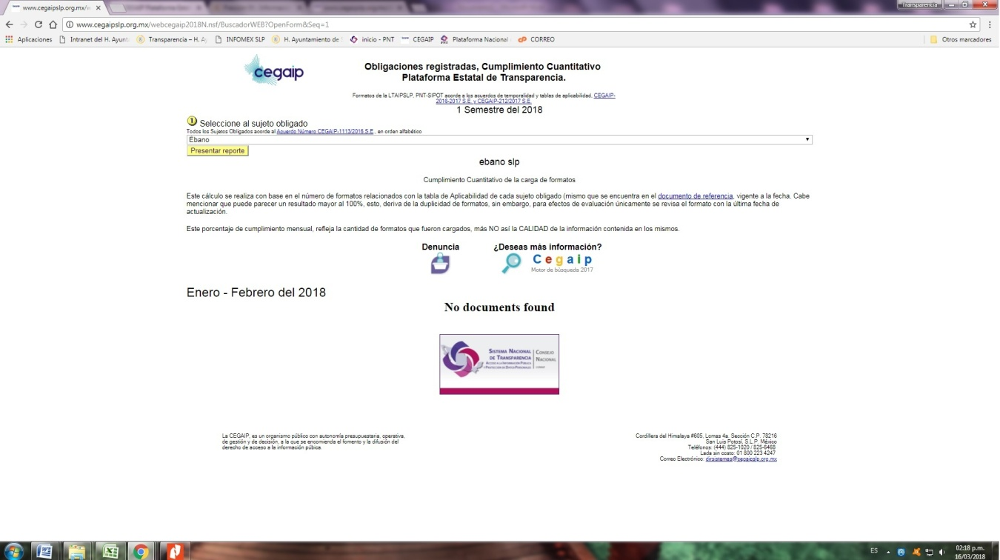 www.cegaipslp.org.mx/w
Transparencia
www.cegaipslp.org.mx/webcegaip2018N.nsf/BuscadorWEB?OpenForm&Seq=1
Aplicaciones Intranet del H. Ayunt Transparencia – H. Ay INFOMEX SLP H. Ayuntamiento de inicio - PNT CEGAIP Plataforma Nacional CORREO Otros marcadores
cegaip
Obligaciones registradas, Cumplimiento Cuantitativo
Plataforma Estatal de Transparencia.
Formatos de la LTAIPSLP, PNT-SIPOT acorde a los acuerdos de temporalidad y tablas de aplicabilidad, CEGAIP-
2018-2017 S.E. y CEGAIP-212/2017 S.E.
1 Semestre del 2018
1 Seleccione al sujeto obligado
Todos los Sujetos Obligados acorde al Acuerdo Número CEGAIP-1113/2016 S.E., en orden alfabético
Ébano
Presentar reporte
ebano slp
Cumplimiento Cuantitativo de la carga de formatos
Este cálculo se realiza con base en el número de formatos relacionados con la tabla de Aplicabilidad de cada sujeto obligado (mismo que se encuentra en el documento de referencia, vigente a la fecha. Cabe
mencionar que puede parecer un resultado mayor al 100%, esto, deriva de la duplicidad de formatos, sin embargo, para efectos de evaluación únicamente se revisa el formato con la última fecha de
actualización.
Este porcentaje de cumplimiento mensual, refleja la cantidad de formatos que fueron cargados, más NO así la CALIDAD de la información contenida en los mismos.
Denuncia ¿Deseas más información?
Cegaip
Motor de búsqueda 2017
Enero - Febrero del 2018
No documents found
SISTEMA NACIONAL CONSEJO
DE TRANSPARENCIA NACIONAL
ACCESO A LA INFORMACIÓN PÚBLICA
Y PROTECCIÓN DE DATOS PERSONALES
La CEGAIP, es un organismo público con autonomía presupuestaria, operativa,
de gestión y de decisión, a la que se encomienda el fomento y la difusión del
derecho de acceso a la información púbica.
Cordillera del Himalaya #605, Lomas 4a. Sección C.P. 78216
San Luis Potosí, S.L.P. México
Teléfonos: (444) 825-1020 / 825-6468
Lada sin costo: 01 800 223 4247
Correo Electrónico: dirsistemas@cegaipslp.org.mx
ES 02:18 p.m.
16/03/2018